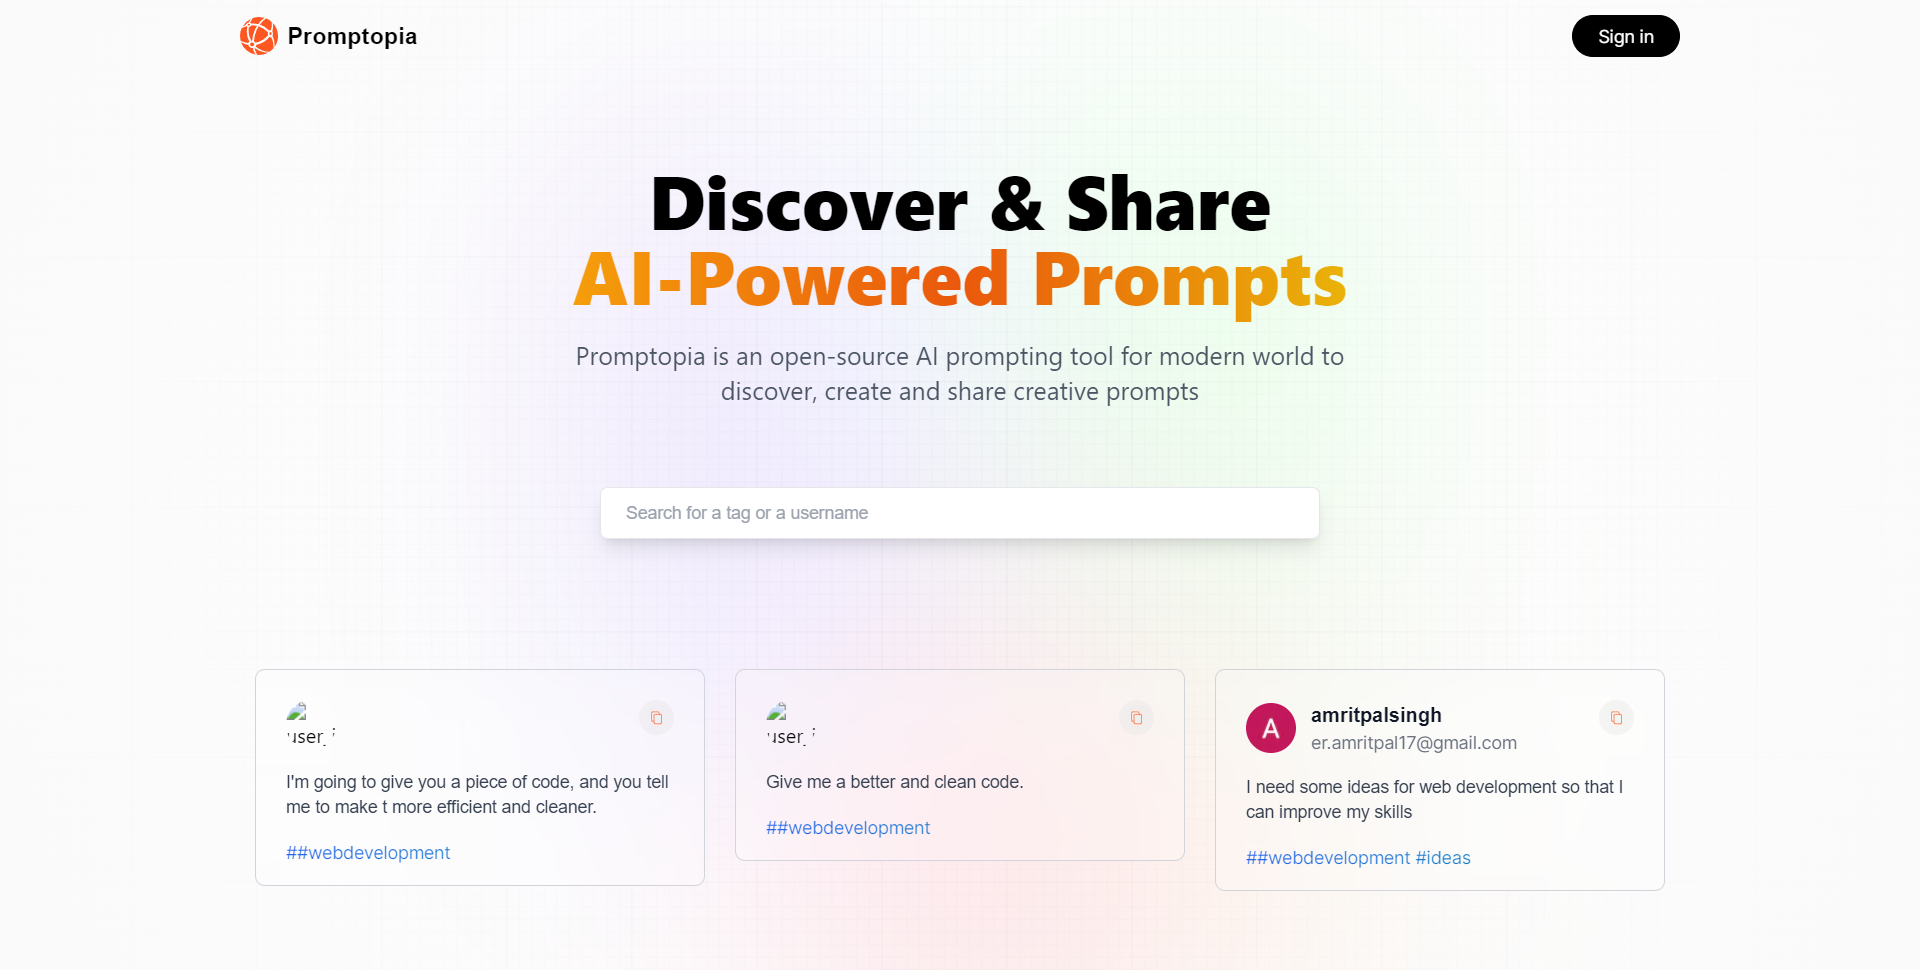 Promptopia
Sign in
Discover & Share
AI-Powered Prompts
Promptopia is an open-source AI prompting tool for modern world to
discover, create and share creative prompts
Search for a tag or a username
user_i
I'm going to give you a piece of code, and you tell
me to make t more efficient and cleaner.
##webdevelopment
user_i
Give me a better and clean code.
##webdevelopment
A
amritpalsingh
er.amritpal17@gmail.com
I need some ideas for web development so that I
can improve my skills
##webdevelopment #ideas